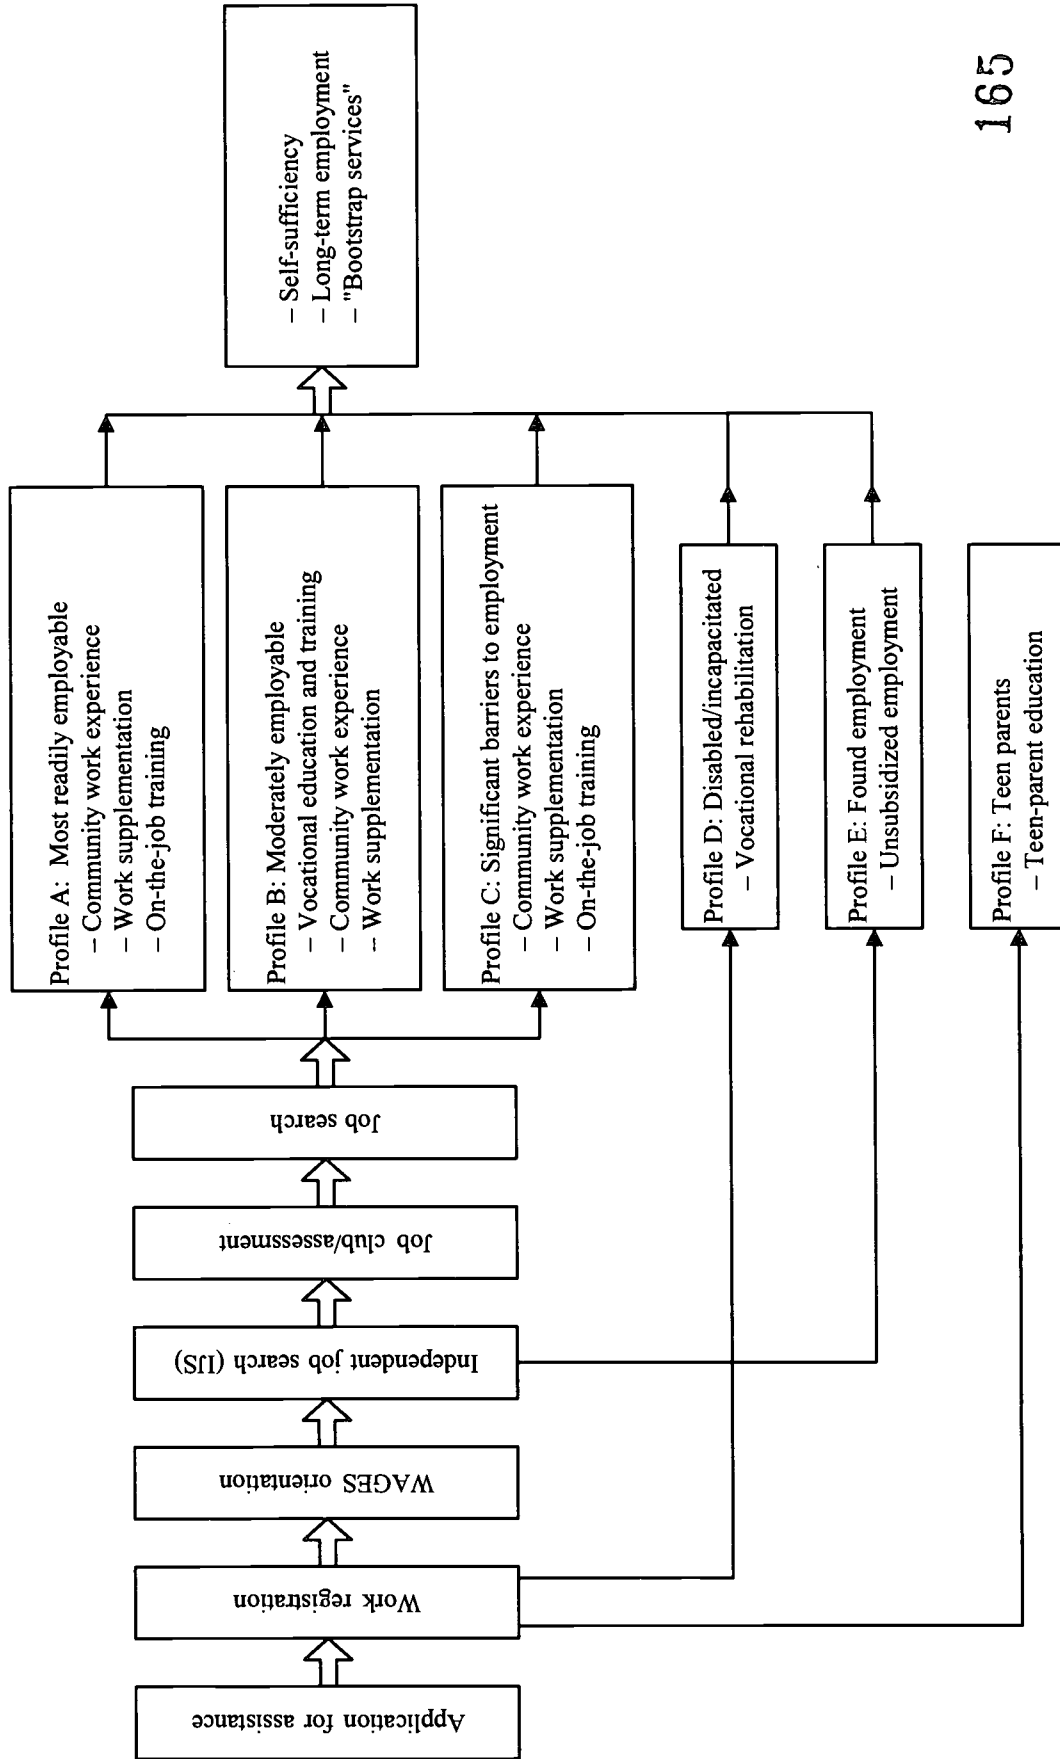 Application for assistance
Work registration
WAGES orientation
Independent job search (IJS)
Job club/assessment
Job search
Profile A: Most readily employable
– Community work experience
– Work supplementation
– On-the-job training
Profile B: Moderately employable
– Vocational education and training
– Community work experience
-- Work supplementation
Profile C: Significant barriers to employment
– Community work experience
– Work supplementation
– On-the-job training
Profile D: Disabled/incapacitated
– Vocational rehabilitation
Profile E: Found employment
– Unsubsidized employment
Profile F: Teen parents
– Teen-parent education
– Self-sufficiency
– Long-term employment
– "Bootstrap services"
165